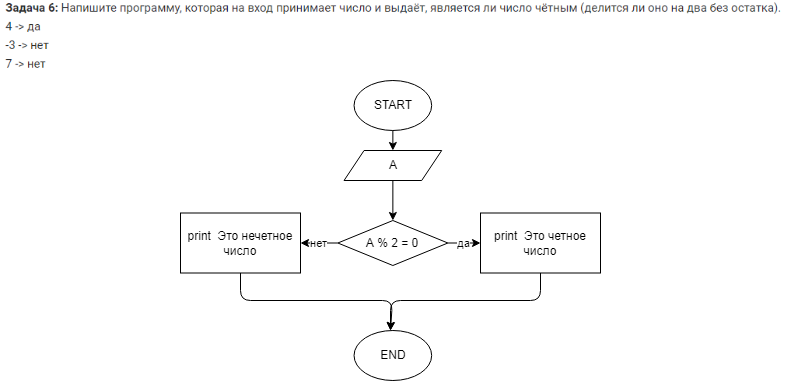 Задача 6: Напишите программу, которая на вход принимает число и выдаёт, является ли число чётным (делится ли оно на два без остатка).
4 -> да
-3 -> нет
7 -> нет
START
A
print Это нечетное
число
нет
A % 2 = 0
да
print Это четное
число
END